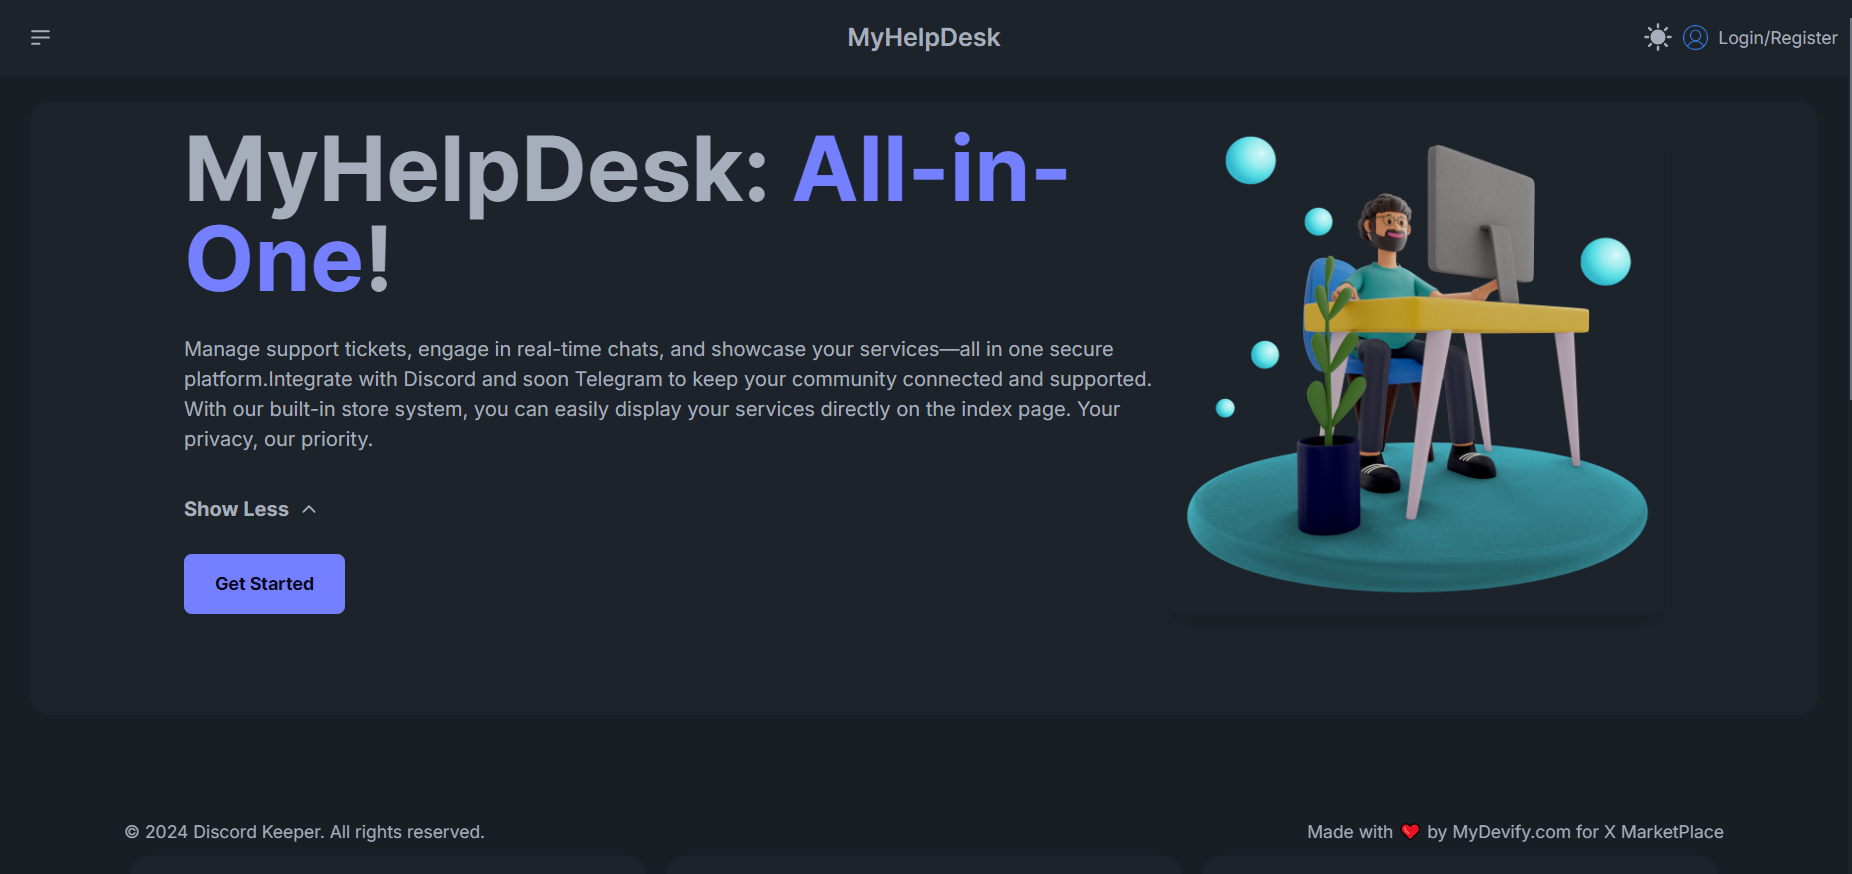 MyHelpDesk
Login/Register
MyHelpDesk: All-in-
One!
Manage support tickets, engage in real-time chats, and showcase your services—all in one secure
platform.Integrate with Discord and soon Telegram to keep your community connected and supported.
With our built-in store system, you can easily display your services directly on the index page. Your
privacy, our priority.
Show Less
Get Started
© 2024 Discord Keeper. All rights reserved.
Made with ❤️ by MyDevify.com for X MarketPlace